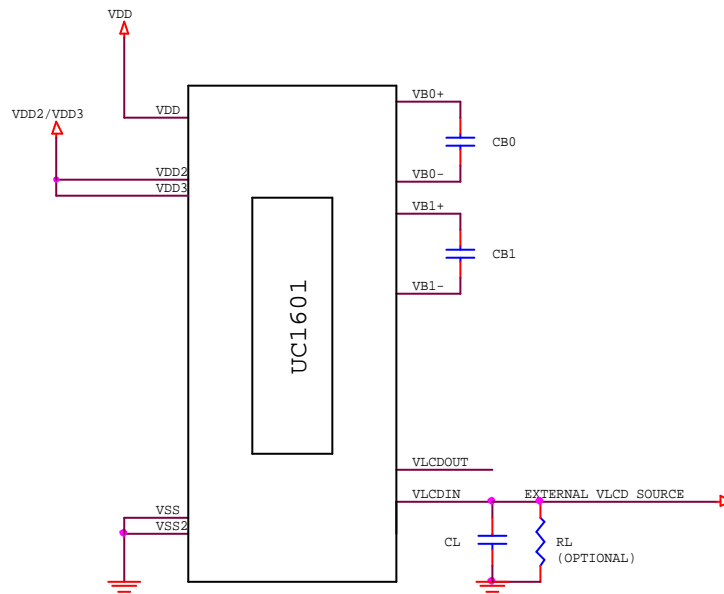 VDD
VDD
VB0+
VDD2/VDD3
CB0
VDD2
VB0-
VDD3
VB1+
CB1
VB1-
UC1601
VLCDOUT
VLCDIN
EXTERNAL VLCD SOURCE
VSS
VSS2
CL
RL
(OPTIONAL)